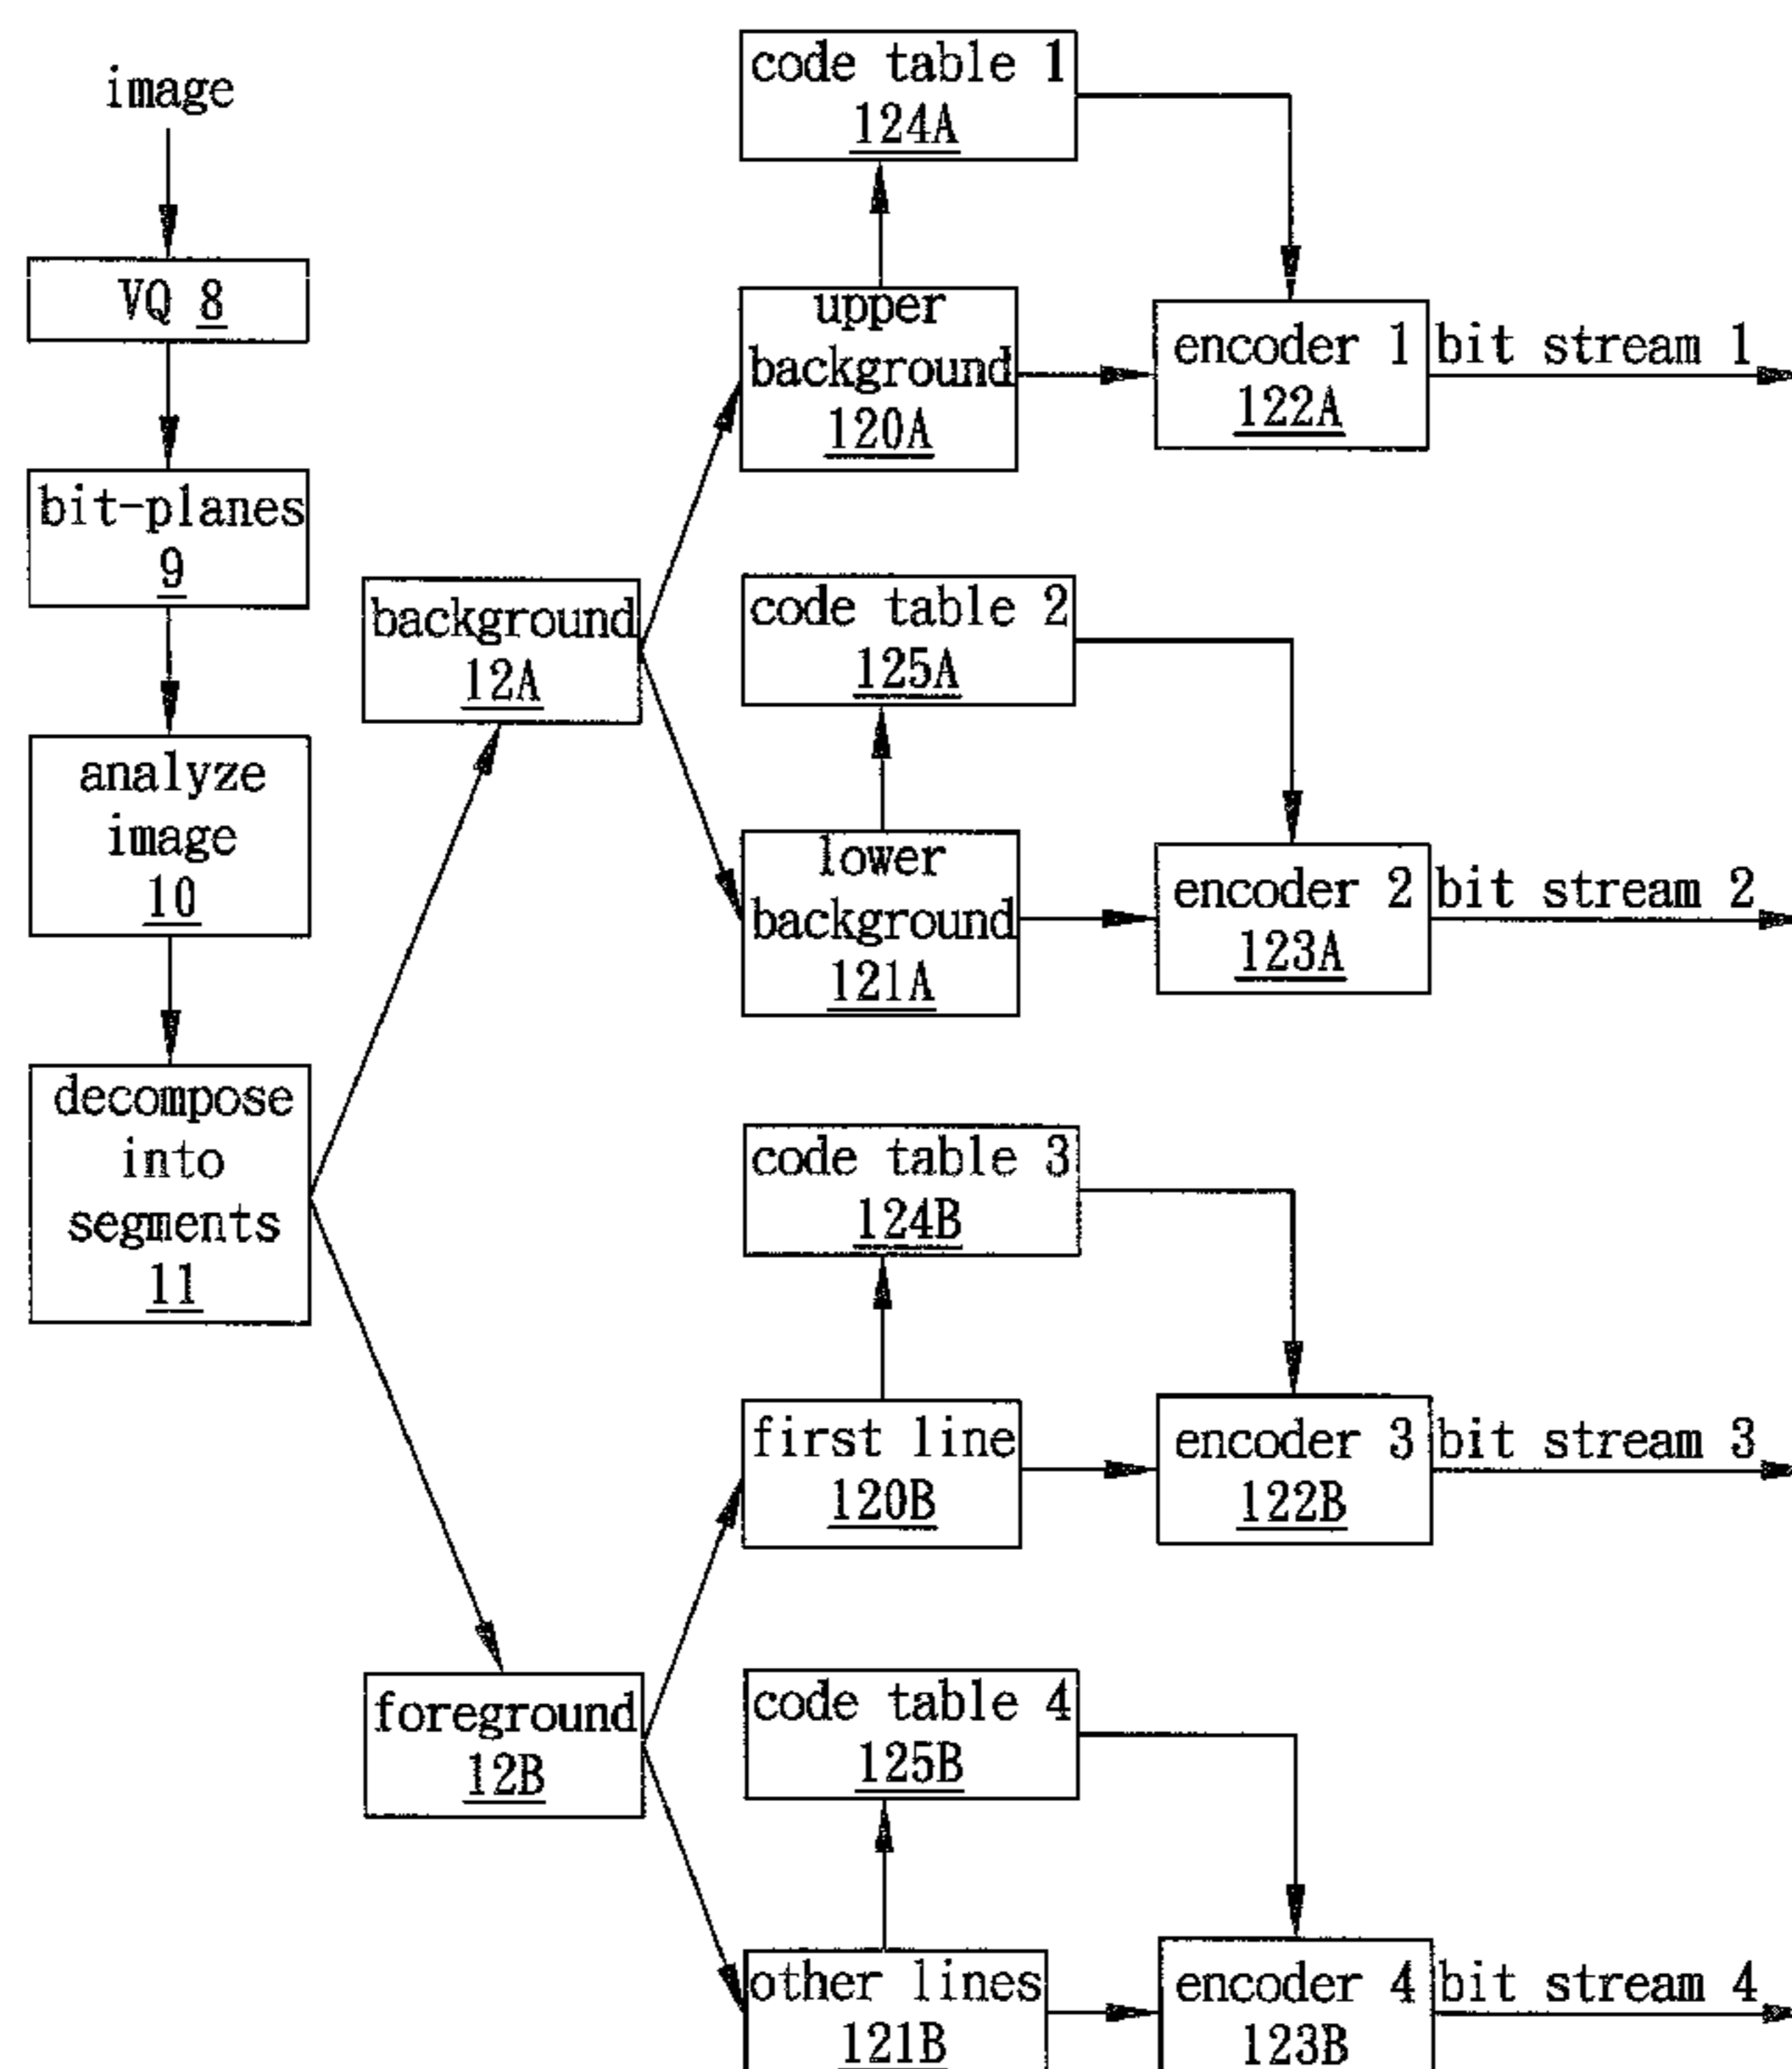 image
VQ 8
bit-planes
9
analyze
image
10
decompose
into
segments
11
background
12A
foreground
12B
code table 1
124A
upper
background
120A
encoder 1
122A
bit stream 1
code table 2
125A
lower
background
121A
encoder 2
123A
bit stream 2
code table 3
124B
first line
120B
encoder 3
122B
bit stream 3
code table 4
125B
other lines
121B
encoder 4
123B
bit stream 4